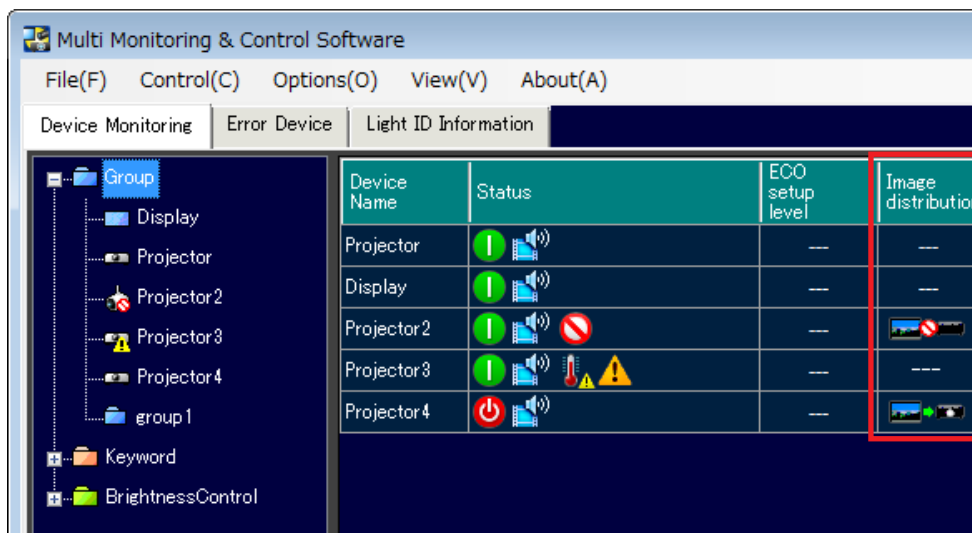 Multi Monitoring & Control Software
File(F) Control(C) Options(O) View(V) About(A)
Device Monitoring Error Device Light ID Information
Group
Display
Projector
Projector2
Projector3
Projector4
group1
Keyword
BrightnessControl
Device
Name
Status
ECO
setup
level
Image
distribution
Projector --- ---
Display --- ---
Projector2 ---
Projector3 --- ---
Projector4 ---